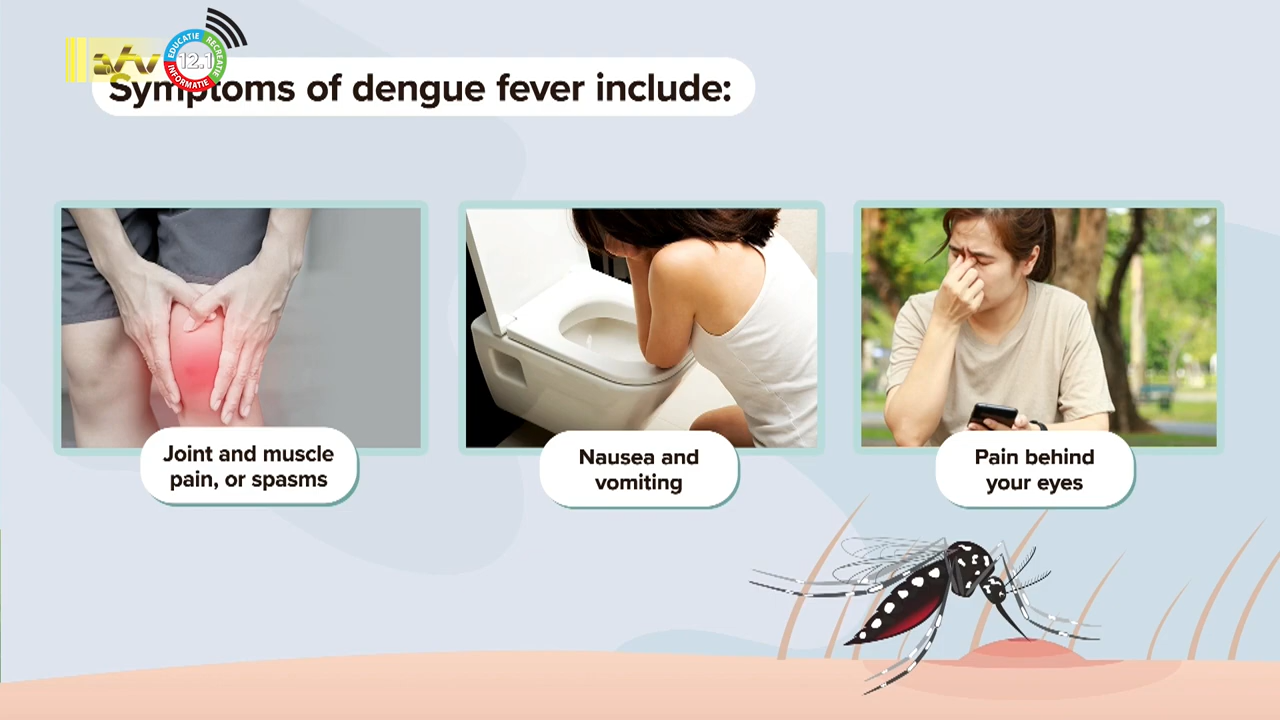 atv
EDUCATIE
RECREATIE
12.1
INFORMATIE
Symptoms of dengue fever include:
Joint and muscle
pain, or spasms
Nausea and
vomiting
Pain behind
your eyes